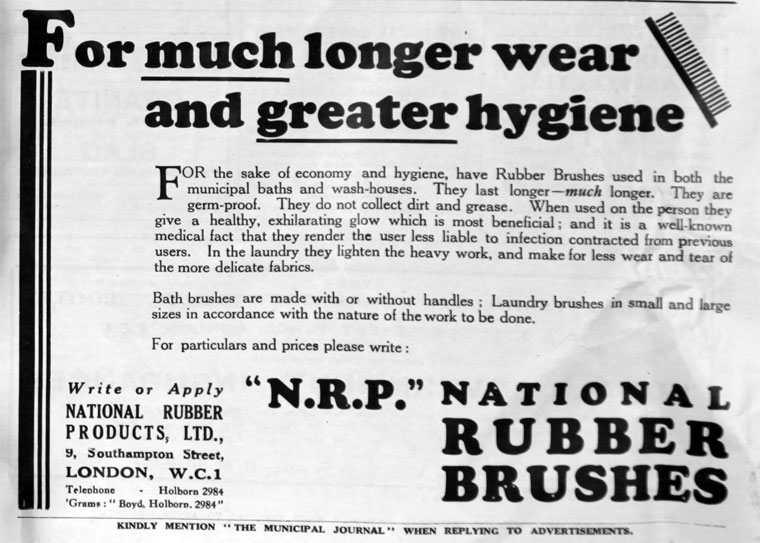 For much longer wear
and greater hygiene
FOR the sake of economy and hygiene, have Rubber Brushes used in both the
municipal baths and wash-houses. They last longer—much longer. They are
germ-proof. They do not collect dirt and grease. When used on the person they
give a healthy, exhilarating glow which is most beneficial; and it is a well-known
medical fact that they render the user less liable to infection contracted from previous
users. In the laundry they lighten the heavy work, and make for less wear and tear of
the more delicate fabrics.
Bath brushes are made with or without handles; Laundry brushes in small and large
sizes in accordance with the nature of the work to be done.
For particulars and prices please write:
Write or Apply
NATIONAL RUBBER
PRODUCTS, LTD.,
9, Southampton Street,
LONDON, W.C.1
Telephone - Holborn 2984
'Grams: "Boyd, Holborn, 2984"
"N.R.P." NATIONAL
RUBBER
BRUSHES
KINDLY MENTION "THE MUNICIPAL JOURNAL" WHEN REPLYING TO ADVERTISEMENTS.